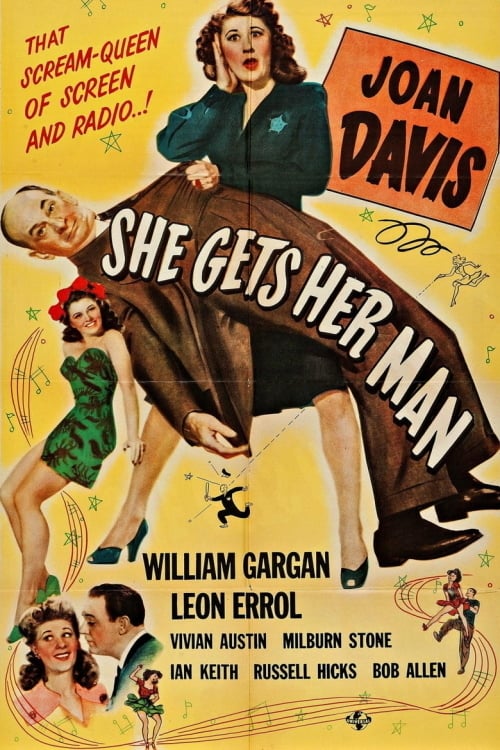 THAT
SCREAM-QUEEN
OF SCREEN
AND RADIO..!
JOAN
DAVIS
SHE GETS HER MAN
WILLIAM GARGAN
LEON ERROL
VIVIAN AUSTIN MILBURN STONE
IAN KEITH RUSSELL HICKS BOB ALLEN
UNIVERSAL